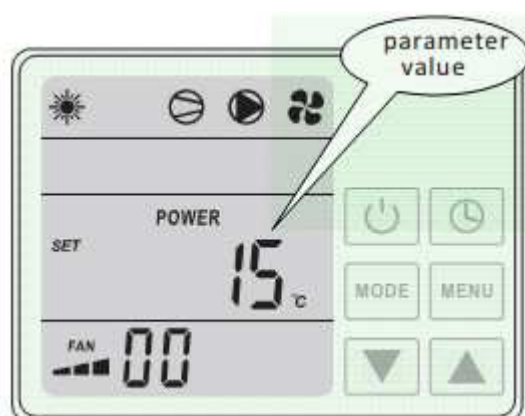 parameter
value
POWER
SET
15 °C
MODE MENU
FAN
00